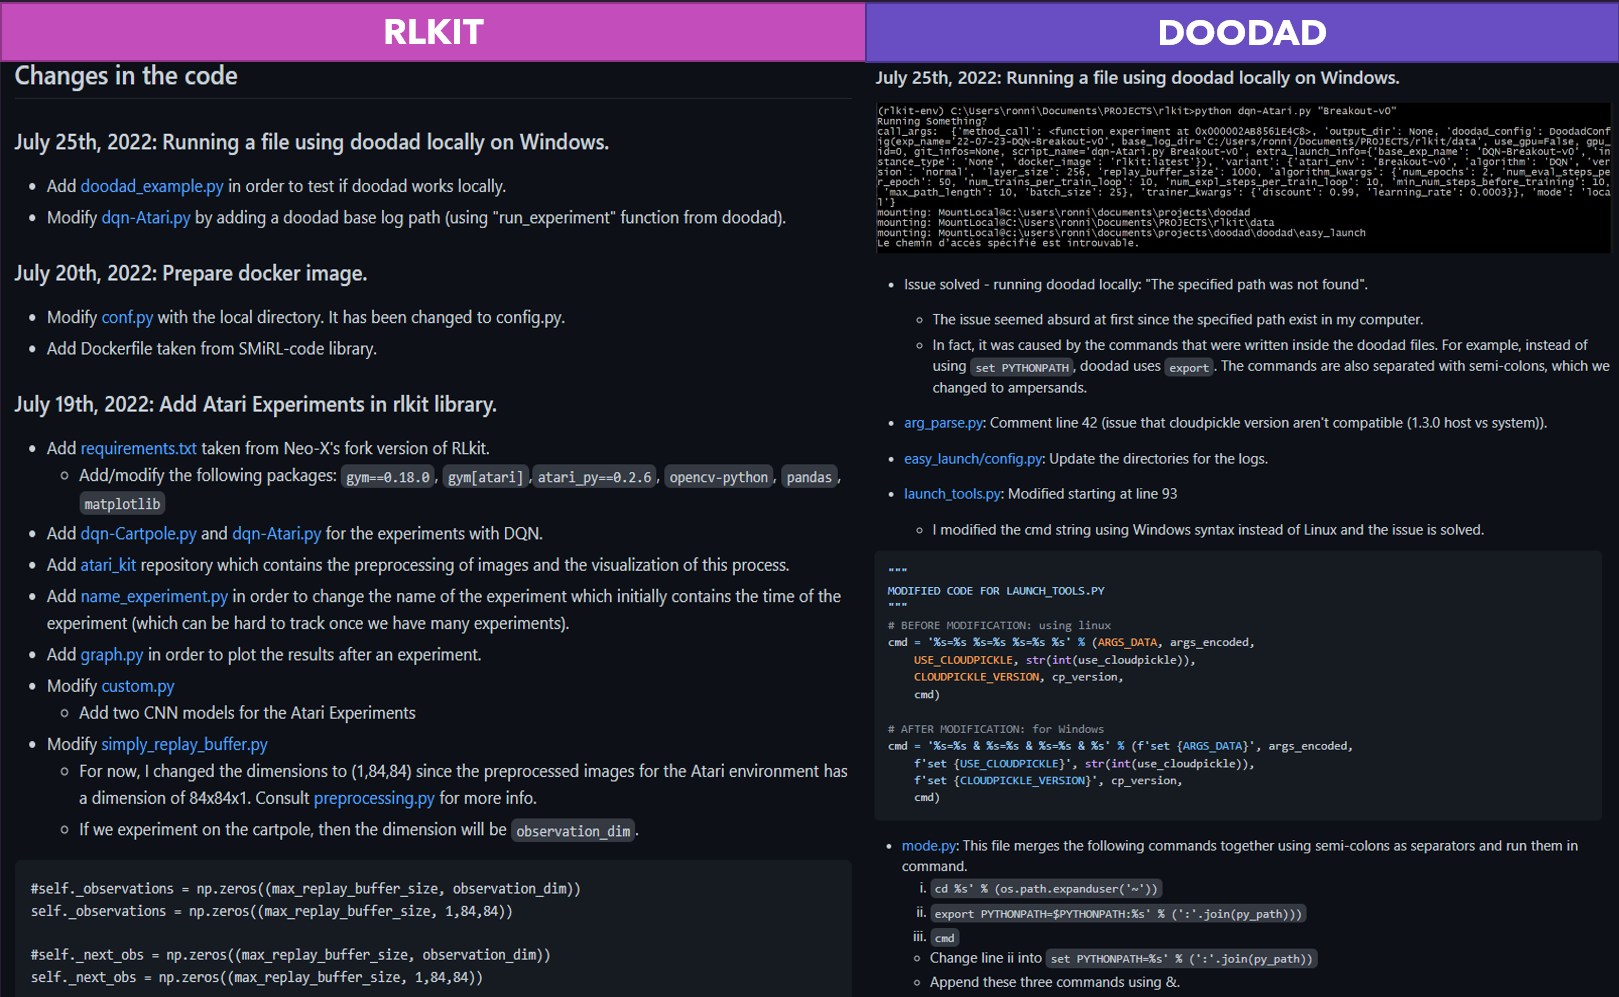 RLKIT
Changes in the code
July 25th, 2022: Running a file using doodad locally on Windows.
• Add doodad_example.py in order to test if doodad works locally.
• Modify dqn-Atari.py by adding a doodad base log path (using "run_experiment" function from doodad).
July 20th, 2022: Prepare docker image.
• Modify conf.py with the local directory. It has been changed to config.py.
• Add Dockerfile taken from SMiRL-code library.
July 19th, 2022: Add Atari Experiments in rlkit library.
• Add requirements.txt taken from Neo-X's fork version of RLkit.
◦ Add/modify the following packages: gym==0.18.0, gym[atari], atari_py==0.2.6, opencv-python, pandas,
matplotlib
• Add dqn-Cartpole.py and dqn-Atari.py for the experiments with DQN.
• Add atari_kit repository which contains the preprocessing of images and the visualization of this process.
• Add name_experiment.py in order to change the name of the experiment which initially contains the time of the
experiment (which can be hard to track once we have many experiments).
• Add graph.py in order to plot the results after an experiment.
• Modify custom.py
◦ Add two CNN models for the Atari Experiments
• Modify simply_replay_buffer.py
◦ For now, I changed the dimensions to (1,84,84) since the preprocessed images for the Atari environment has
a dimension of 84x84x1. Consult preprocessing.py for more info.
◦ If we experiment on the cartpole, then the dimension will be observation_dim.
#self._observations = np.zeros((max_replay_buffer_size, observation_dim))
self._observations = np.zeros((max_replay_buffer_size, 1,84,84))
#self._next_obs = np.zeros((max_replay_buffer_size, observation_dim))
self._next_obs = np.zeros((max_replay_buffer_size, 1,84,84))
DOODAD
July 25th, 2022: Running a file using doodad locally on Windows.
(rlkit-env) C:\Users\ronni\Documents\PROJECTS\rlkit>python dqn-Atari.py "Breakout-v0"
Running Something?
call_args:  {'method_call': <function experiment at 0x000002AB8561E4C8>, 'output_dir': None, 'doodad_config': DoodadConf
ig(exp_name='22-07-23-DQN-Breakout-v0', base_log_dir='C:/Users/ronni/Documents/PROJECTS/rlkit/data', use_gpu=False, gpu_
id=0, git_infos=None, script_name='dqn-Atari.py Breakout-v0', extra_launch_info={'base_exp_name': 'DQN-Breakout-v0', 'in
stance_type': 'None', 'docker_image': 'rlkit:latest'}), 'variant': {'atari_env': 'Breakout-v0', 'algorithm': 'DQN', 'ver
sion': 'normal', 'layer_size': 256, 'replay_buffer_size': 1000, 'algorithm_kwargs': {'num_epochs': 2, 'num_eval_steps_pe
r_epoch': 50, 'num_trains_per_train_loop': 10, 'num_expl_steps_per_train_loop': 10, 'min_num_steps_before_training': 10,
 'max_path_length': 10, 'batch_size': 25}, 'trainer_kwargs': {'discount': 0.99, 'learning_rate': 0.0003}}, 'mode': 'loca
l'}
mounting: MountLocal@c:\users\ronni\documents\projects\doodad
mounting: MountLocal@C:\Users\ronni\Documents\PROJECTS\rlkit\data
mounting: MountLocal@c:\users\ronni\documents\projects\doodad\doodad\easy_launch
Le chemin d'accès spécifié est introuvable.
• Issue solved - running doodad locally: "The specified path was not found".
◦ The issue seemed absurd at first since the specified path exist in my computer.
◦ In fact, it was caused by the commands that were written inside the doodad files. For example, instead of
using set PYTHONPATH, doodad uses export. The commands are also separated with semi-colons, which we
changed to ampersands.
• arg_parse.py: Comment line 42 (issue that cloudpickle version aren't compatible (1.3.0 host vs system)).
• easy_launch/config.py: Update the directories for the logs.
• launch_tools.py: Modified starting at line 93
◦ I modified the cmd string using Windows syntax instead of Linux and the issue is solved.
"""
MODIFIED CODE FOR LAUNCH_TOOLS.PY
"""
# BEFORE MODIFICATION: using linux
cmd = '%s=%s %s=%s %s=%s %s' % (ARGS_DATA, args_encoded,
USE_CLOUDPICKLE, str(int(use_cloudpickle)),
CLOUDPICKLE_VERSION, cp_version,
cmd)
# AFTER MODIFICATION: for Windows
cmd = '%s=%s & %s=%s & %s=%s & %s' % (f'set {ARGS_DATA}', args_encoded,
f'set {USE_CLOUDPICKLE}', str(int(use_cloudpickle)),
f'set {CLOUDPICKLE_VERSION}', cp_version,
cmd)
• mode.py: This file merges the following commands together using semi-colons as separators and run them in
command.
i. cd %s' % (os.path.expanduser('~'))
ii. export PYTHONPATH=$PYTHONPATH:%s' % (':'.join(py_path)))
iii. cmd
◦ Change line ii into set PYTHONPATH=%s' % (':'.join(py_path))
◦ Append these three commands using &.